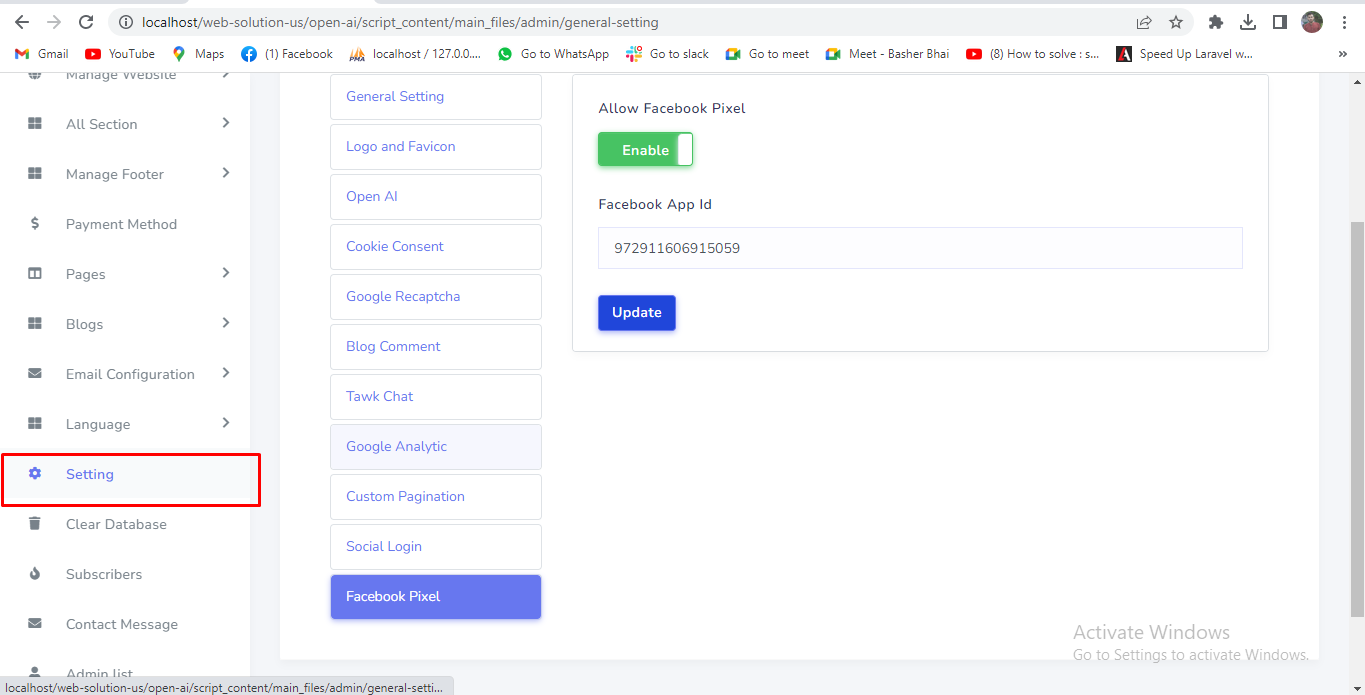 localhost/web-solution-us/open-ai/script_content/main_files/admin/general-setting
Gmail
YouTube
Maps
(1) Facebook
PMA
localhost / 127.0.0....
Go to WhatsApp
Go to slack
Go to meet
Meet - Basher Bhai
(8) How to solve : s...
Speed Up Laravel w...
»
Manage Website
All Section
Manage Footer
$ Payment Method
Pages
Blogs
Email Configuration
Language
Setting
Clear Database
Subscribers
Contact Message
Admin list
General Setting
Logo and Favicon
Open AI
Cookie Consent
Google Recaptcha
Blog Comment
Tawk Chat
Google Analytic
Custom Pagination
Social Login
Facebook Pixel
Allow Facebook Pixel
Enable
Facebook App Id
972911606915059
Update
Activate Windows
Go to Settings to activate Windows.
localhost/web-solution-us/open-ai/script_content/main_files/admin/general-setti...